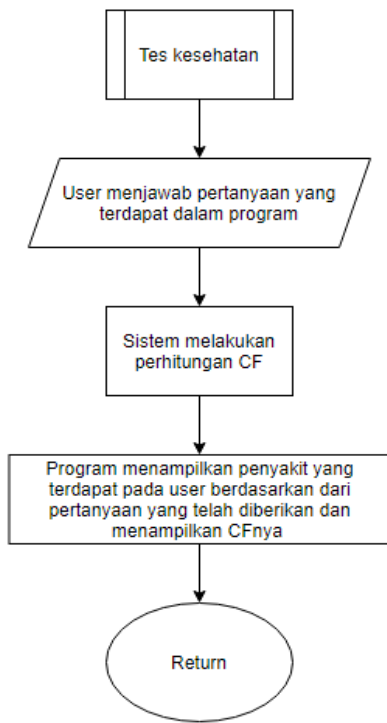 Tes kesehatan
User menjawab pertanyaan yang
terdapat dalam program
Sistem melakukan
perhitungan CF
Program menampilkan penyakit yang
terdapat pada user berdasarkan dari
pertanyaan yang telah diberikan dan
menampilkan CFnya
Return